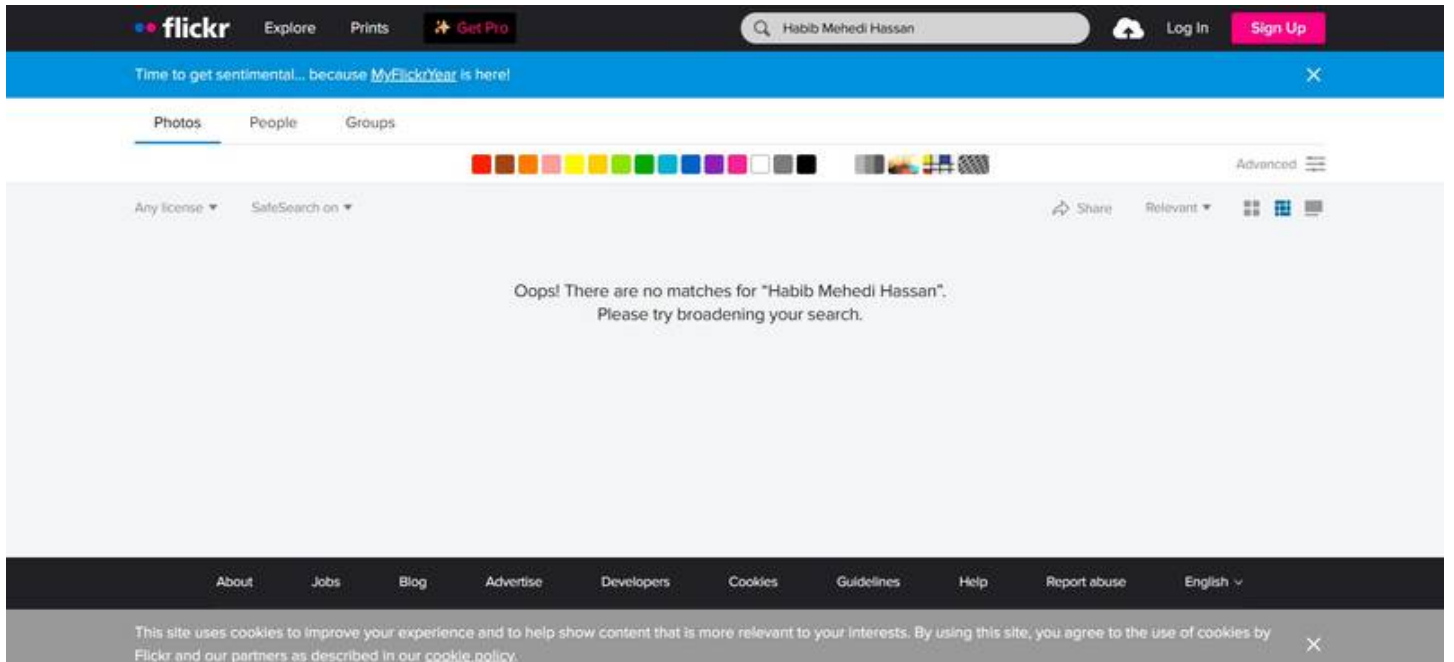 flickr Explore Prints Get Pro Habib Mehedi Hassan Log In Sign Up
Time to get sentimental... because MyFlickrYear is here!
Photos People Groups
Advanced
Any license SafeSearch on Share Relevant
Oops! There are no matches for “Habib Mehedi Hassan”.
Please try broadening your search.
About Jobs Blog Advertise Developers Cookies Guidelines Help Report abuse English
This site uses cookies to improve your experience and to help show content that is more relevant to your interests. By using this site, you agree to the use of cookies by
Flickr and our partners as described in our cookie policy.